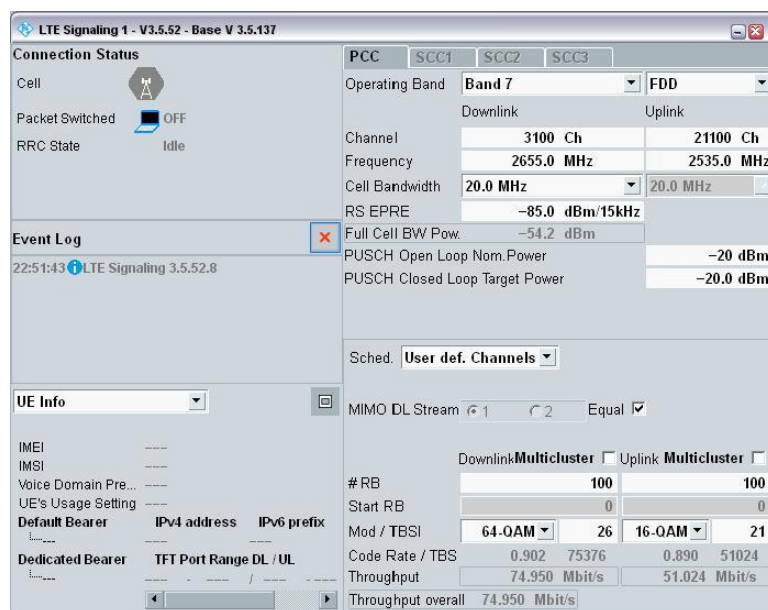 LTE Signaling 1 - V3.5.52 - Base V 3.5.137
Connection Status
Cell
Packet Switched OFF
RRC State Idle
Event Log
22:51:43 LTE Signaling 3.5.52.8
UE Info
IMEI ---
IMSI ---
Voice Domain Pre... ---
UE's Usage Setting ---
Default Bearer IPv4 address IPv6 prefix
--- --- ---
Dedicated Bearer TFT Port Range DL / UL
--- --- - --- / --- - ---
PCC SCC1 SCC2 SCC3
Operating Band Band 7 FDD
Downlink Uplink
Channel 3100 Ch 21100 Ch
Frequency 2655.0 MHz 2535.0 MHz
Cell Bandwidth 20.0 MHz 20.0 MHz
RS EPRE -85.0 dBm/15kHz
Full Cell BW Pow. -54.2 dBm
PUSCH Open Loop Nom.Power -20 dBm
PUSCH Closed Loop Target Power -20.0 dBm
Sched. User def. Channels
MIMO DL Stream 1 2 Equal
Downlink Multicluster Uplink Multicluster
# RB 100 100
Start RB 0 0
Mod / TBSI 64-QAM 26 16-QAM 21
Code Rate / TBS 0.902 75376 0.890 51024
Throughput 74.950 Mbit/s 51.024 Mbit/s
Throughput overall 74.950 Mbit/s